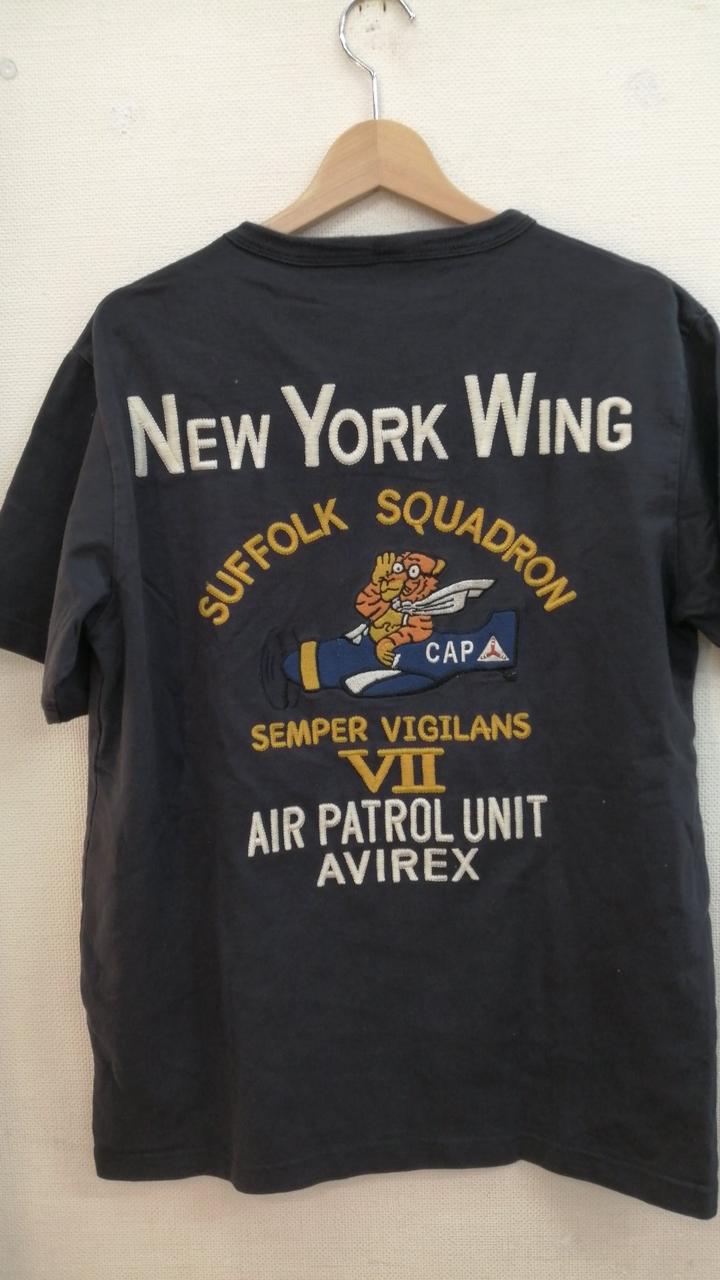 NEW YORK WING
SUFFOLK SQUADRON
CAP
SEMPER VIGILANS
VII
AIR PATROL UNIT
AVIREX